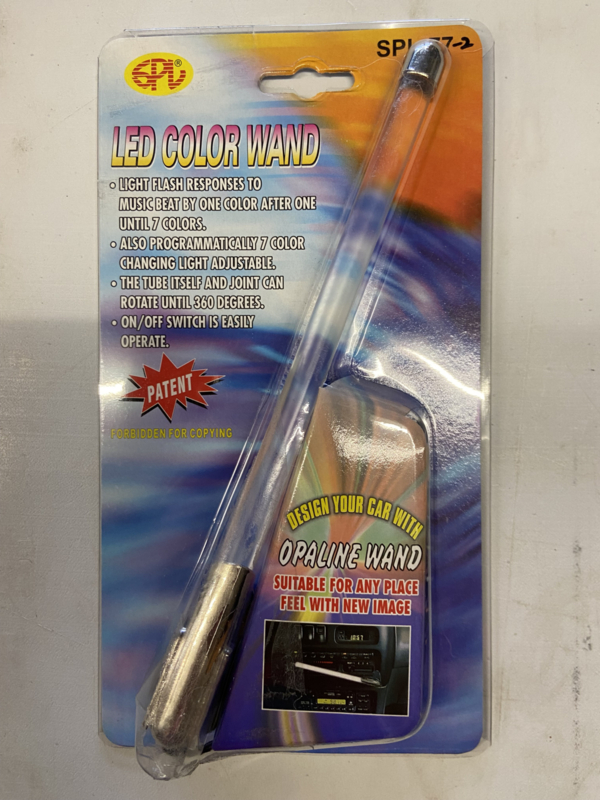 SPL®
SPL 77-2
LED COLOR WAND
• LIGHT FLASH RESPONSES TO
MUSIC BEAT BY ONE COLOR AFTER ONE
UNTIL 7 COLORS.
• ALSO PROGRAMMATICALLY 7 COLOR
CHANGING LIGHT ADJUSTABLE.
• THE TUBE ITSELF AND JOINT CAN
ROTATE UNTIL 360 DEGREES.
• ON/OFF SWITCH IS EASILY
OPERATE.
PATENT
FORBIDDEN FOR COPYING
DESIGN YOUR CAR WITH
OPALINE WAND
SUITABLE FOR ANY PLACE
FEEL WITH NEW IMAGE